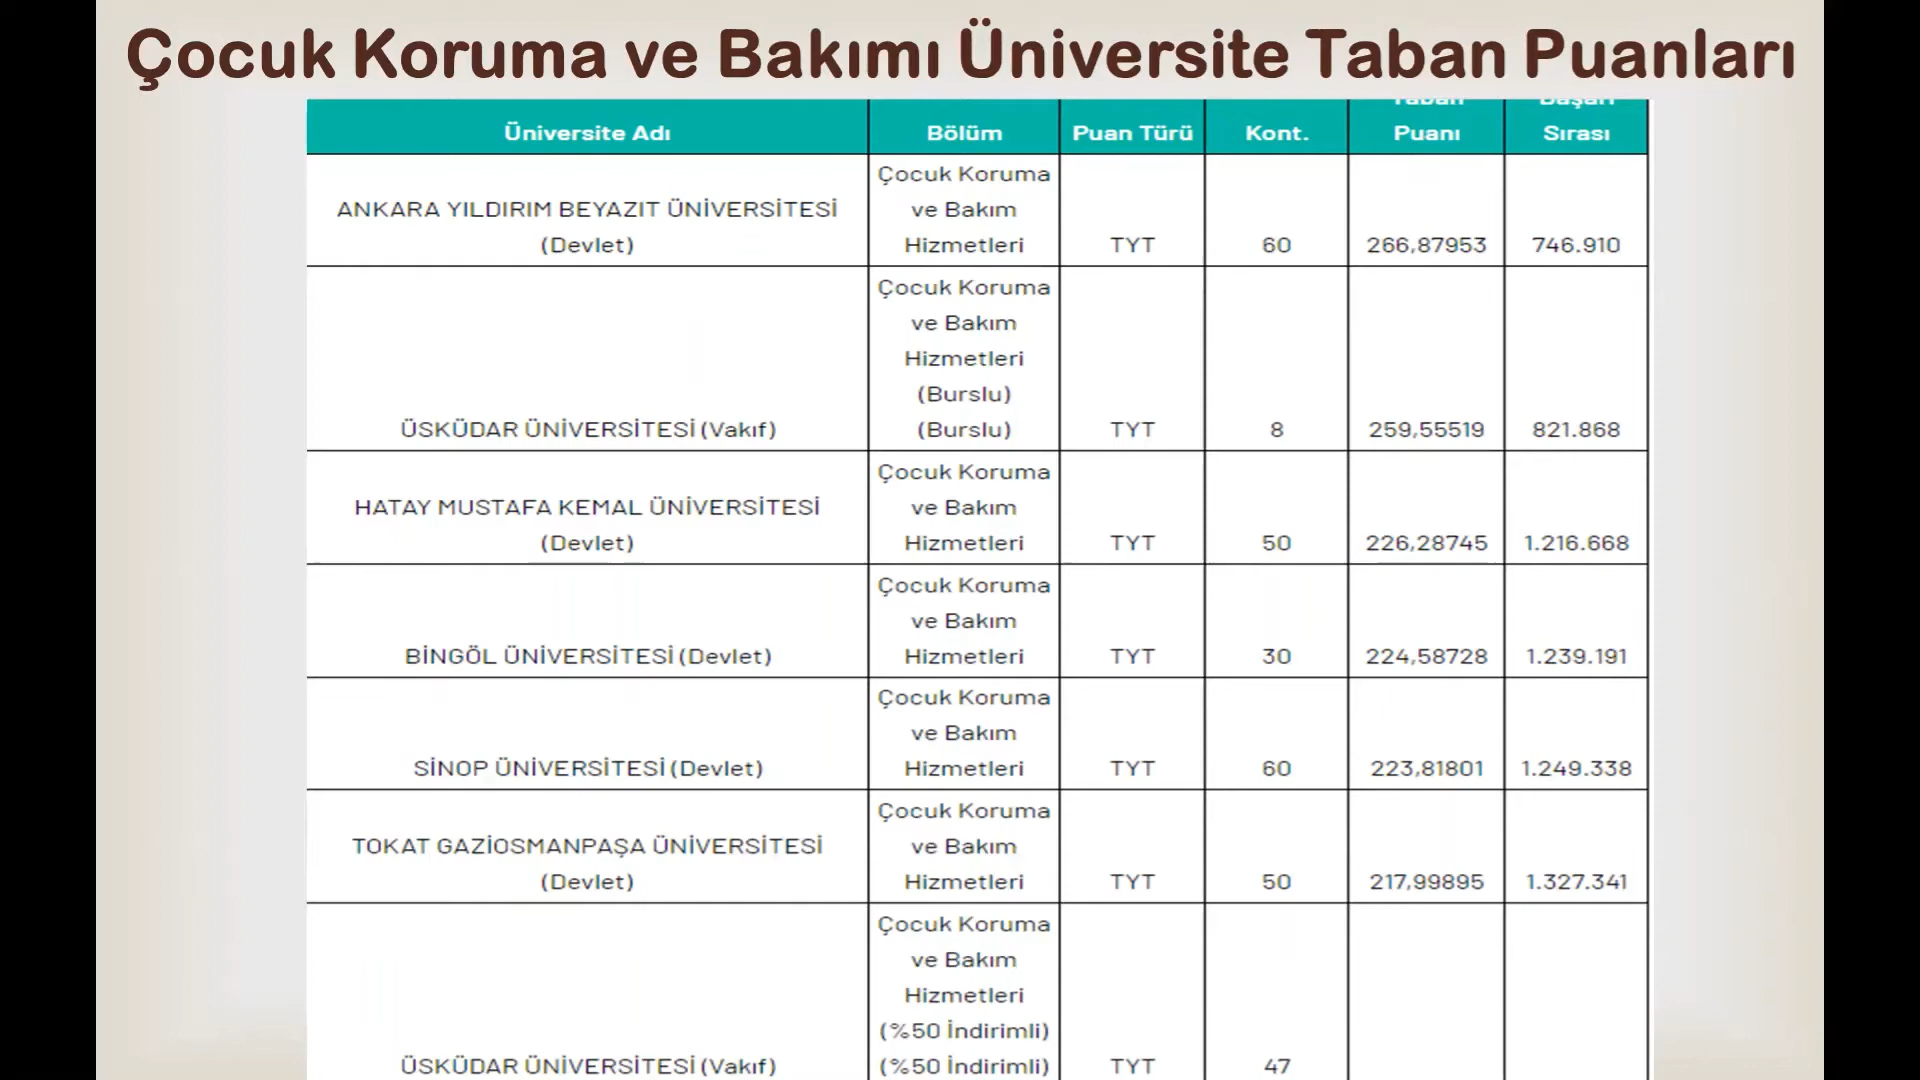 Çocuk Koruma ve Bakımı Üniversite Taban Puanları
Üniversite Adı Bölüm Puan Türü Kont. Taban Puanı Başarı Sırası
ANKARA YILDIRIM BEYAZIT ÜNİVERSİTESİ
(Devlet)
Çocuk Koruma
ve Bakım
Hizmetleri
TYT 60 266,87953 746.910
ÜSKÜDAR ÜNİVERSİTESİ (Vakıf)
Çocuk Koruma
ve Bakım
Hizmetleri
(Burslu)
(Burslu)
TYT 8 259,55519 821.868
HATAY MUSTAFA KEMAL ÜNİVERSİTESİ
(Devlet)
Çocuk Koruma
ve Bakım
Hizmetleri
TYT 50 226,28745 1.216.668
BİNGÖL ÜNİVERSİTESİ (Devlet)
Çocuk Koruma
ve Bakım
Hizmetleri
TYT 30 224,58728 1.239.191
SİNOP ÜNİVERSİTESİ (Devlet)
Çocuk Koruma
ve Bakım
Hizmetleri
TYT 60 223,81801 1.249.338
TOKAT GAZİOSMANPAŞA ÜNİVERSİTESİ
(Devlet)
Çocuk Koruma
ve Bakım
Hizmetleri
TYT 50 217,99895 1.327.341
ÜSKÜDAR ÜNİVERSİTESİ (Vakıf)
Çocuk Koruma
ve Bakım
Hizmetleri
(%50 İndirimli)
(%50 İndirimli)
TYT 47